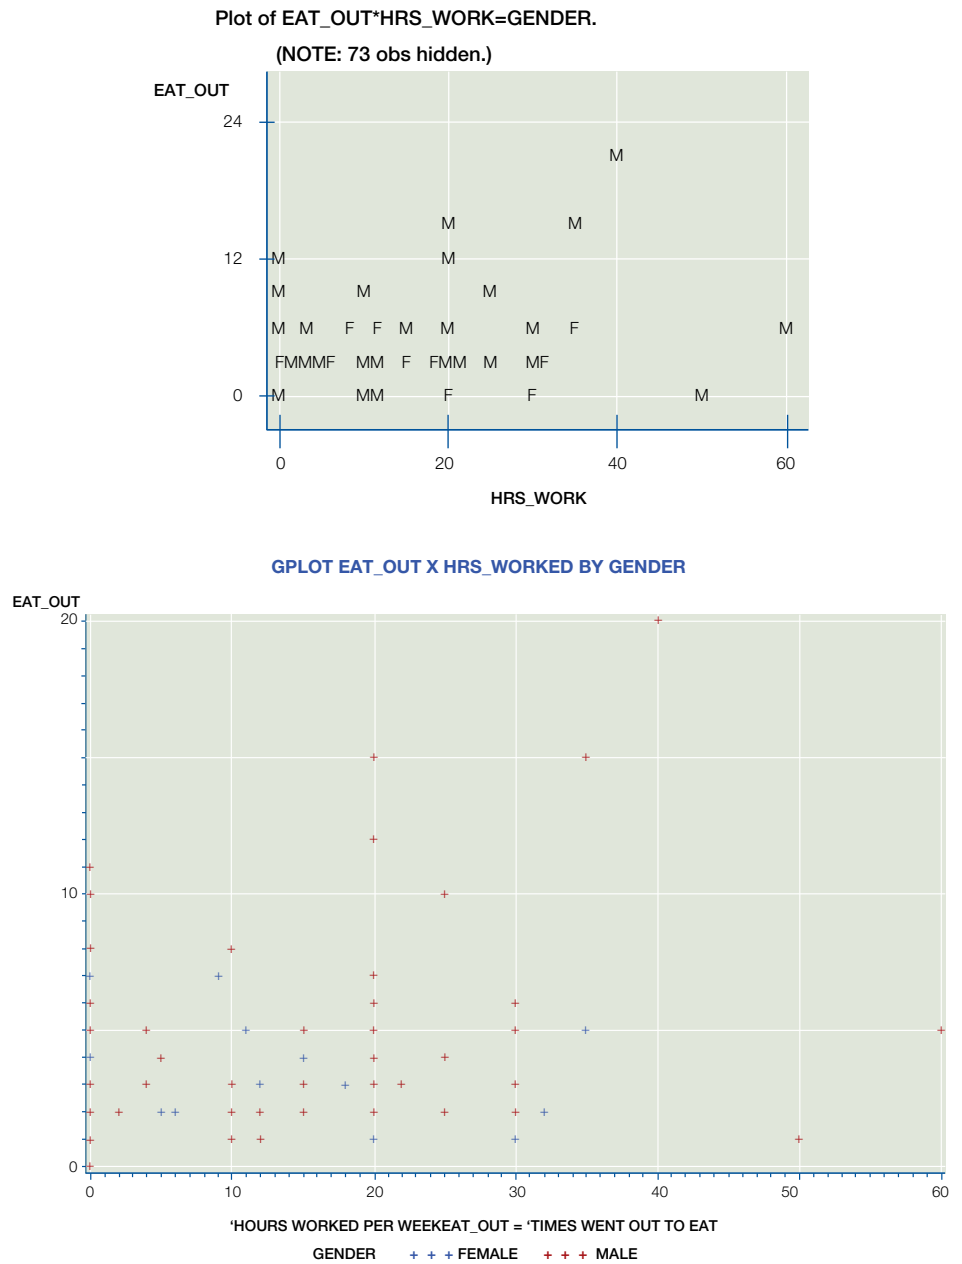 Plot of EAT_OUT*HRS_WORK=GENDER.
(NOTE: 73 obs hidden.)
EAT_OUT
24
M
M M
12 M M
M M M
M M F F M M M F M
FMMMF MM F FMM M MF
0 M MM F F M
0 20 40 60
HRS_WORK
GPLOT EAT_OUT X HRS_WORKED BY GENDER
EAT_OUT
20
10
0
0 10 20 30 40 50 60
‘HOURS WORKED PER WEEKEAT_OUT = ‘TIMES WENT OUT TO EAT
GENDER + + + FEMALE + + + MALE